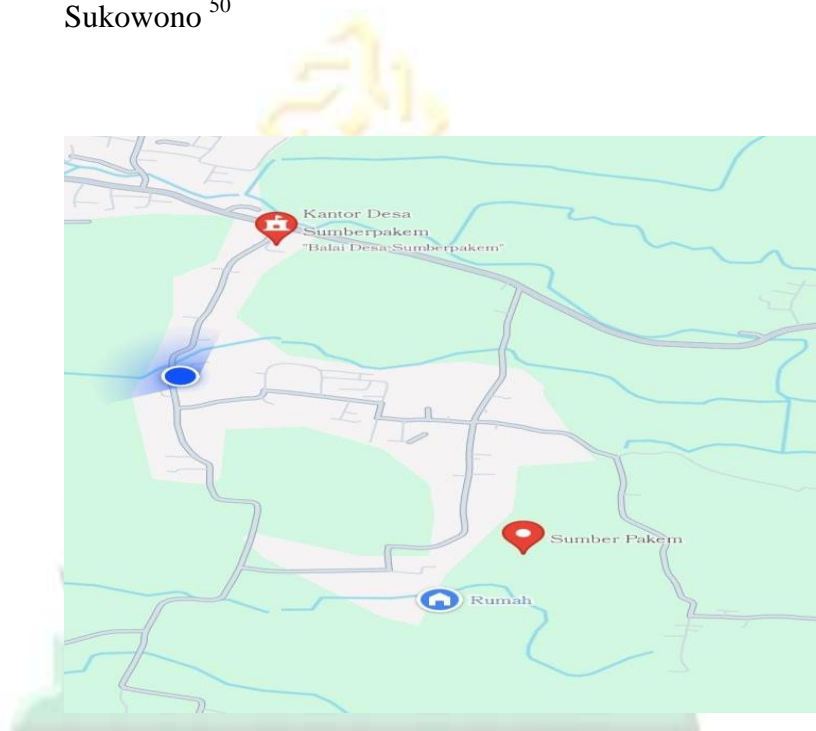 Sukowono 50
Kantor Desa
Sumberpakem
"Balai Desa Sumberpakem"
Sumber Pakem
Rumah